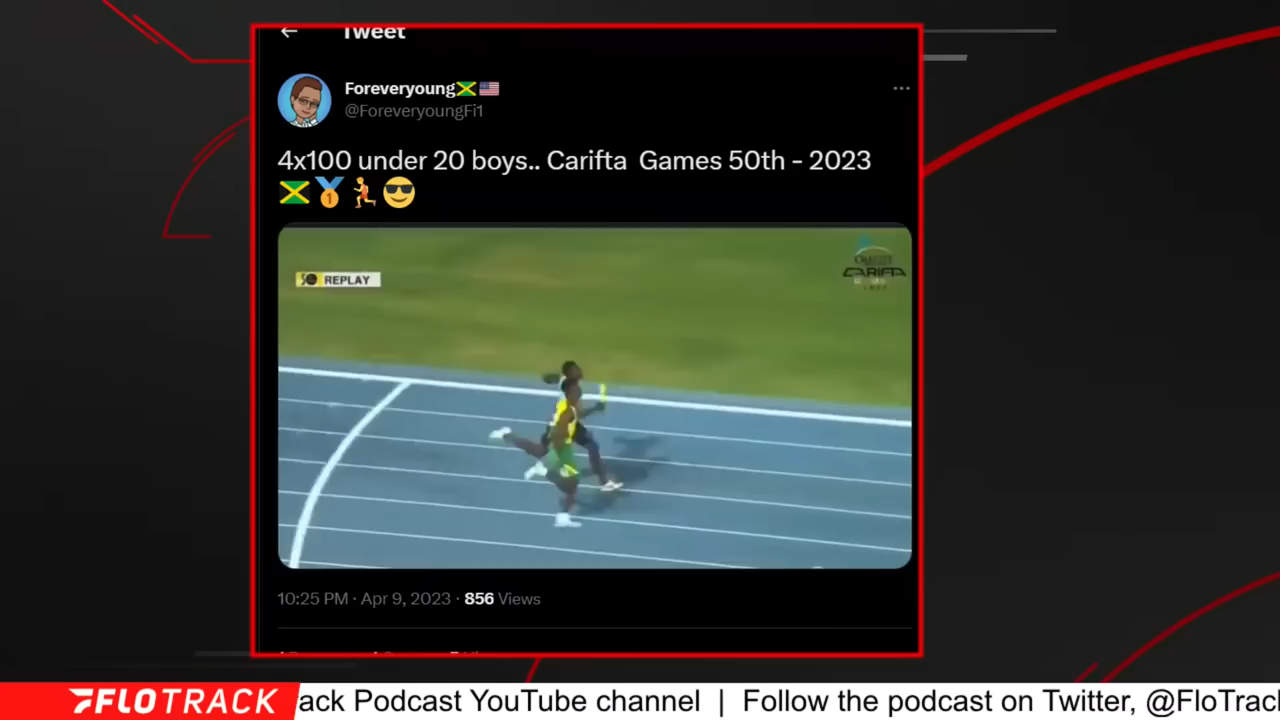 Tweet
Foreveryoung
@ForeveryoungFi1
4x100 under 20 boys.. Carifta Games 50th - 2023
REPLAY
CARIFTA
10:25 PM · Apr 9, 2023 · 856 Views
FLOTRACK
ack Podcast YouTube channel | Follow the podcast on Twitter, @FloTrac